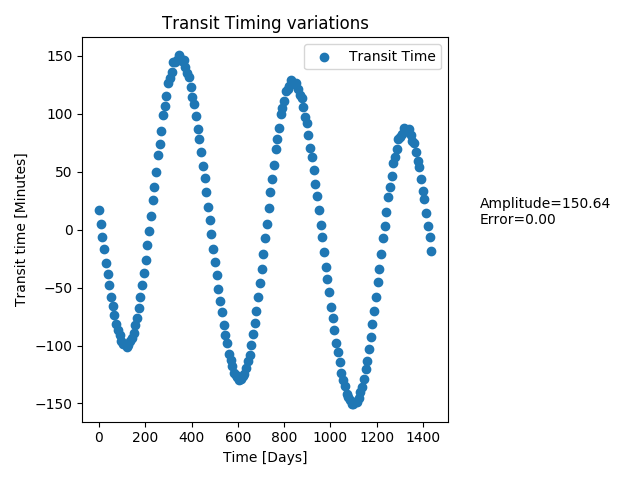 Transit Timing variations
Transit Time
Transit time [Minutes]
150
100
50
0
−50
−100
−150
0 200 400 600 800 1000 1200 1400
Time [Days]
Amplitude=150.64
Error=0.00